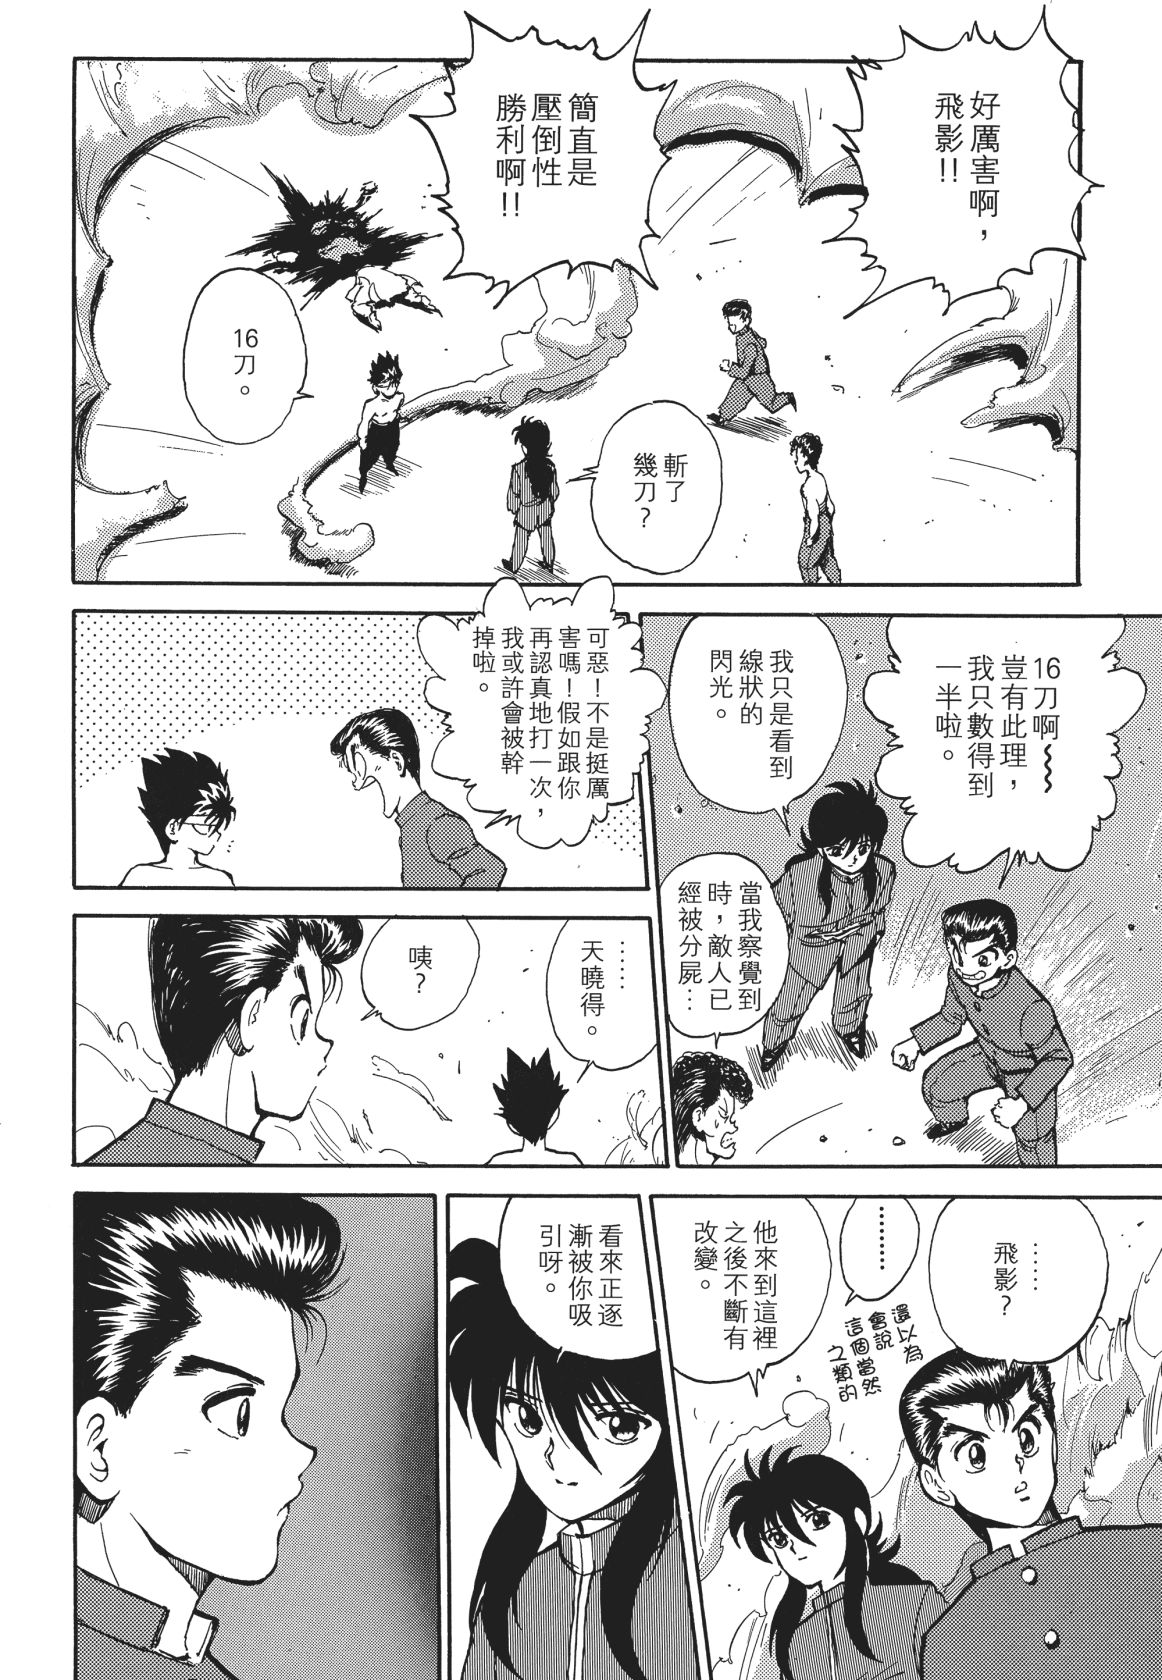 好厲害啊，
飛影!!
簡直是
壓倒性
勝利啊!!
斬了
幾刀?
16刀。
16刀啊~
豈有此理，
我只數得到
一半啦。
我只是看到
線狀的
閃光。
當我察覺到
時，敵人已
經被分屍…
可惡！不是挺厲
害嗎！假如跟你
再認真地打一次，
我或許會被幹
掉啦。
……
天曉得。
咦?
……
飛影?
………
還以為
會說
這個當然
之類的
他來到這裡
之後不斷有
改變。
看來正逐
漸被你吸
引呀。